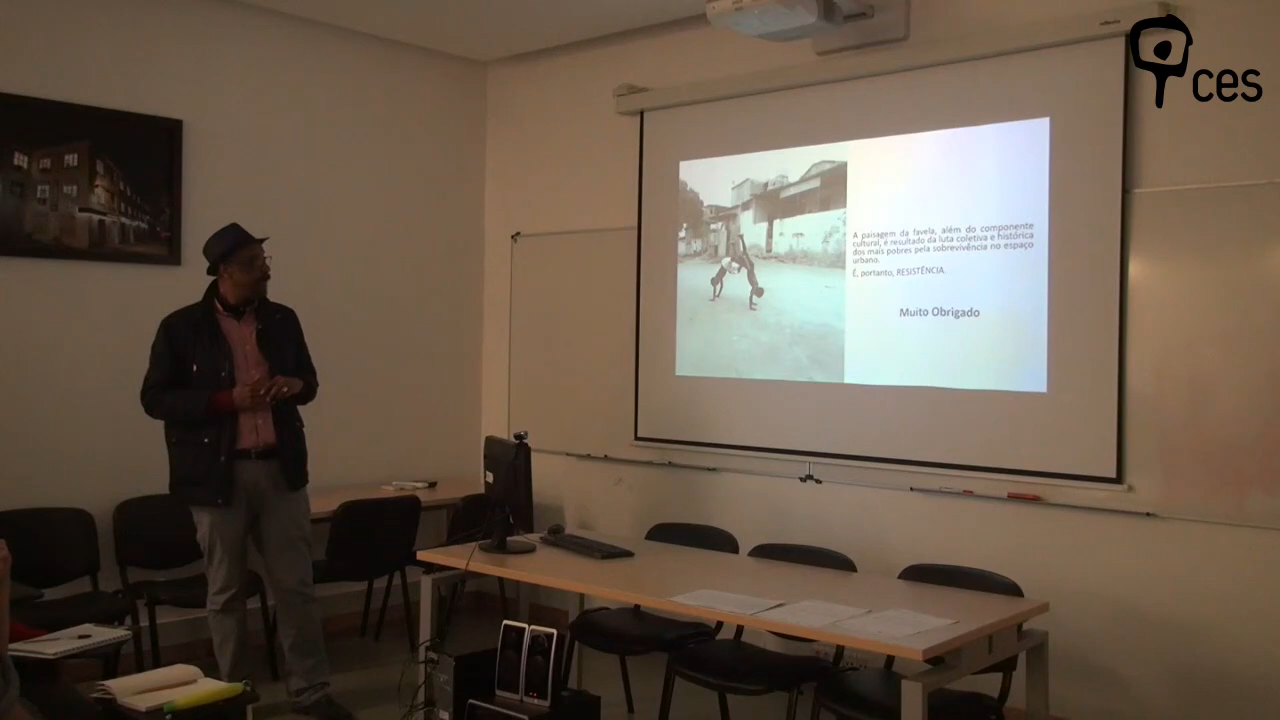 ces
A paisagem da favela, além do componente
cultural, é resultado da luta coletiva e histórica
dos mais pobres pela sobrevivência no espaço
urbano.
É, portanto, RESISTÊNCIA.
Muito Obrigado